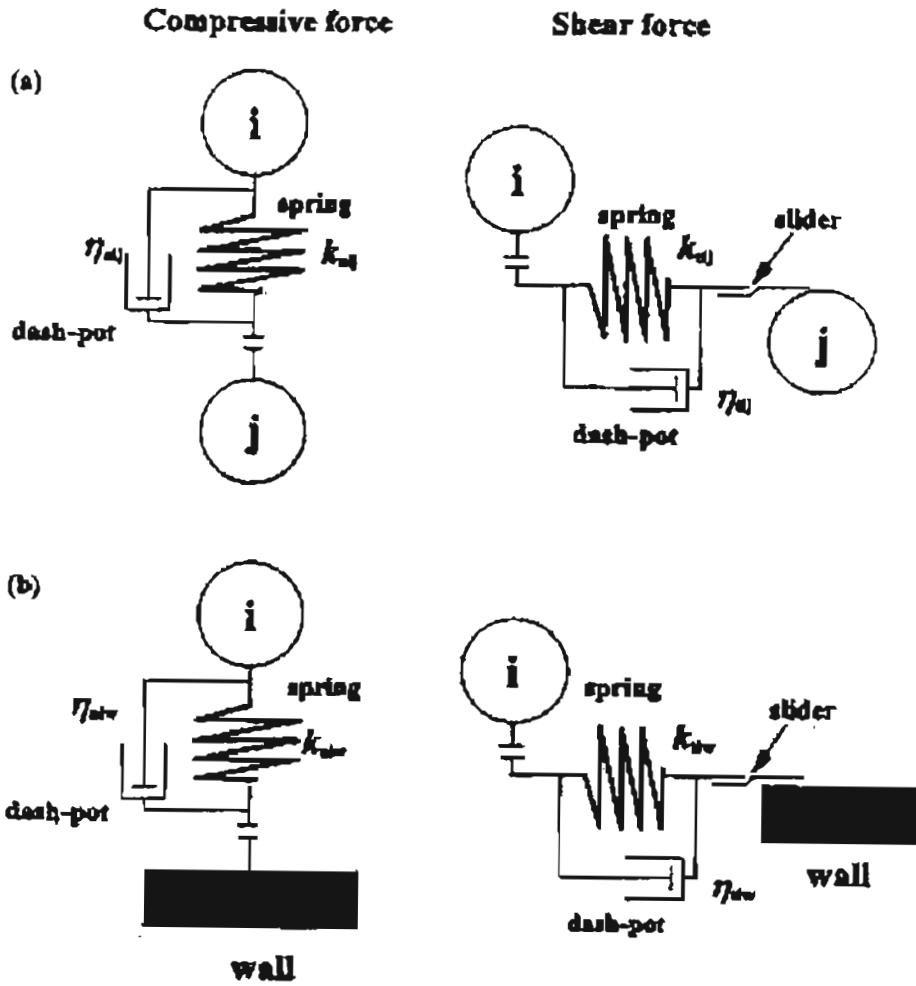 Compressive force
Shear force
(a)
i
spring
η
k
dash-pot
j
i
spring
slider
k
j
η
dash-pot
(b)
i
spring
η
k
dash-pot
wall
i
spring
slider
k
wall
η
dash-pot